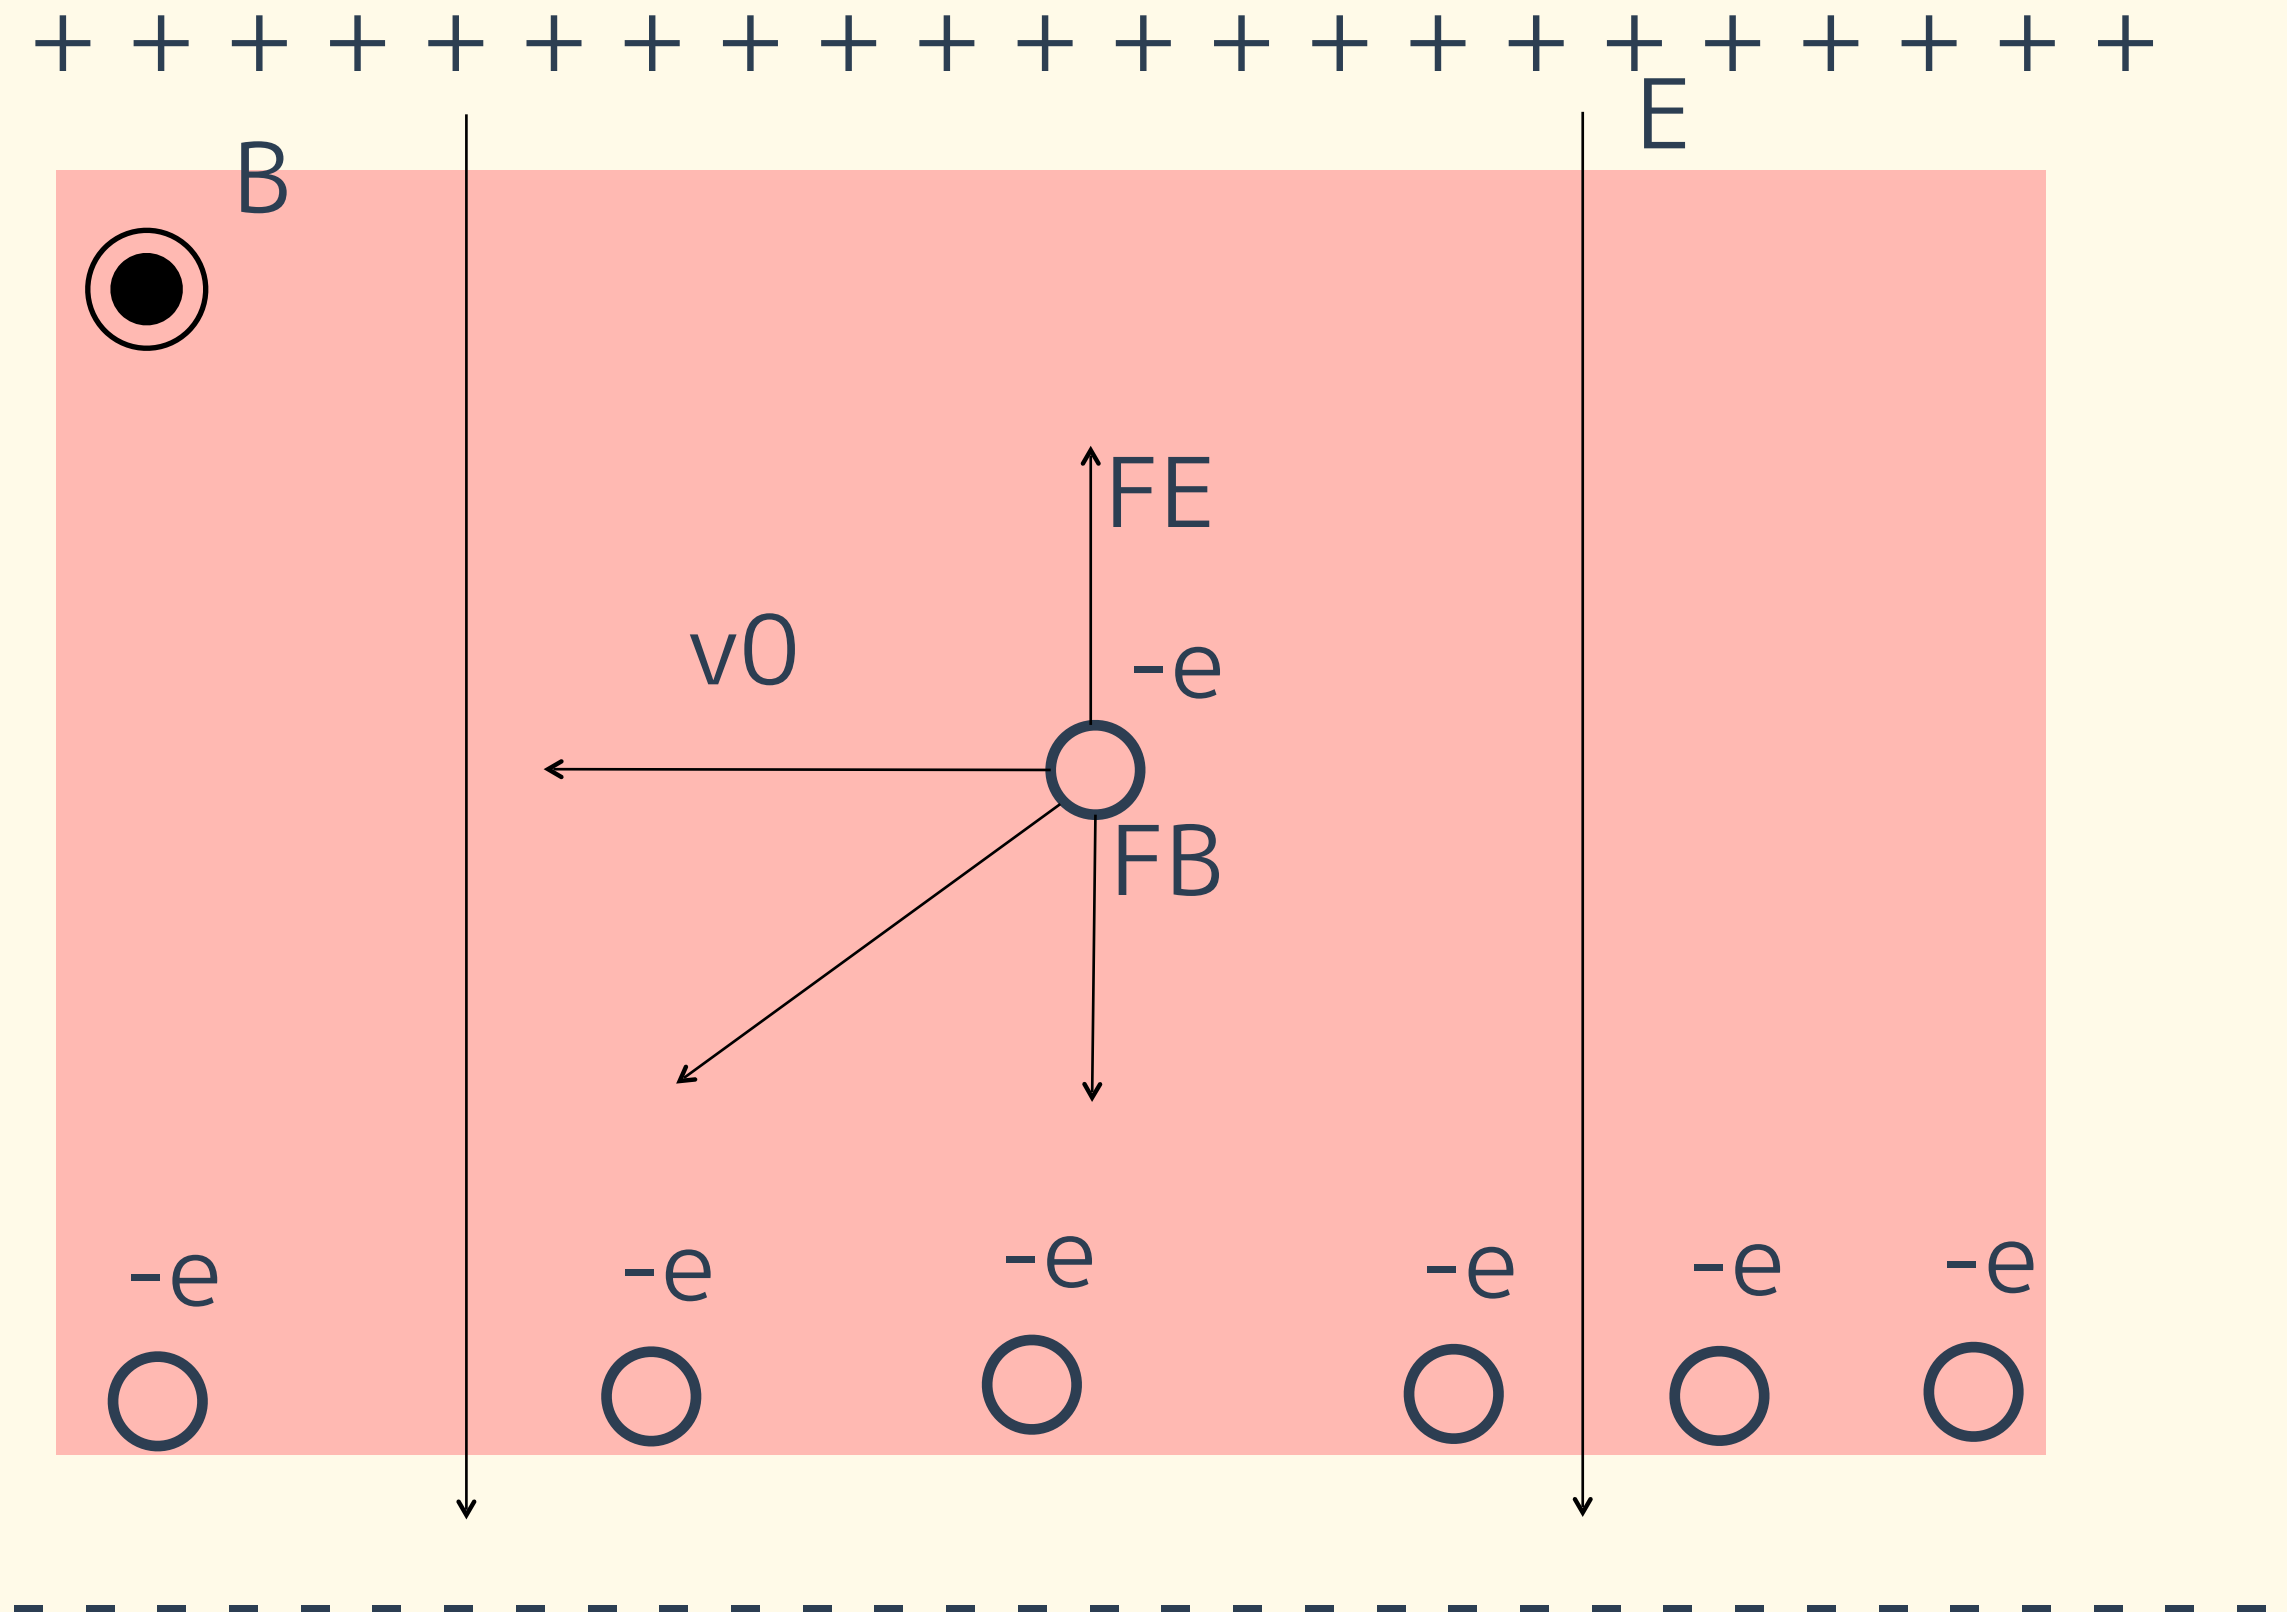 + + + + + + + + + + + + + + + + + + + + + +
E
B
FE
v0
-e
FB
-e -e -e -e -e -e
- - - - - - - - - - - - - - - - - - - - - - - - - - - - - - - -